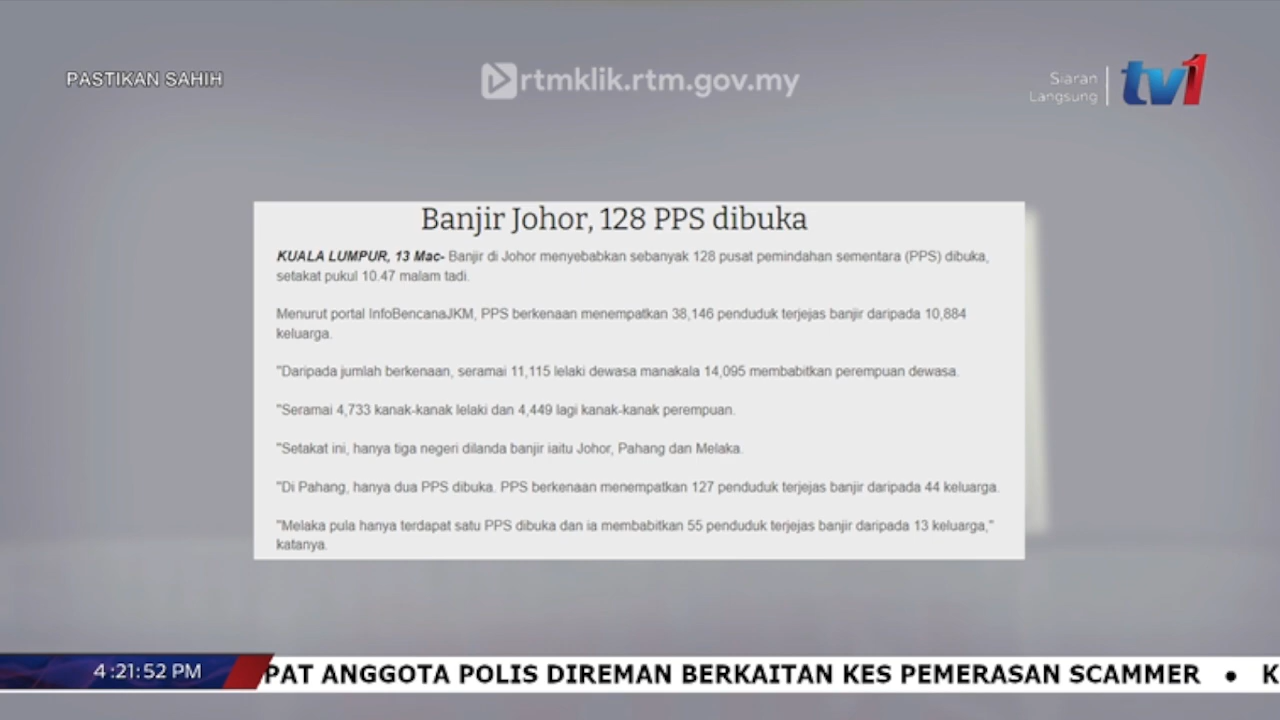 PASTIKAN SAHIH
rtmklik.rtm.gov.my
Siaran
Langsung
tv1
Banjir Johor, 128 PPS dibuka
KUALA LUMPUR, 13 Mac- Banjir di Johor menyebabkan sebanyak 128 pusat pemindahan sementara (PPS) dibuka,
setakat pukul 10.47 malam tadi.
Menurut portal InfoBencanaJKM, PPS berkenaan menempatkan 38,146 penduduk terjejas banjir daripada 10,884
keluarga.
"Daripada jumlah berkenaan, seramai 11,115 lelaki dewasa manakala 14,095 membabitkan perempuan dewasa.
"Seramai 4,733 kanak-kanak lelaki dan 4,449 lagi kanak-kanak perempuan.
"Setakat ini, hanya tiga negeri dilanda banjir iaitu Johor, Pahang dan Melaka.
"Di Pahang, hanya dua PPS dibuka. PPS berkenaan menempatkan 127 penduduk terjejas banjir daripada 44 keluarga.
"Melaka pula hanya terdapat satu PPS dibuka dan ia membabitkan 55 penduduk terjejas banjir daripada 13 keluarga,"
katanya.
4:21:52 PM
PAT ANGGOTA POLIS DIREMAN BERKAITAN KES PEMERASAN SCAMMER • K